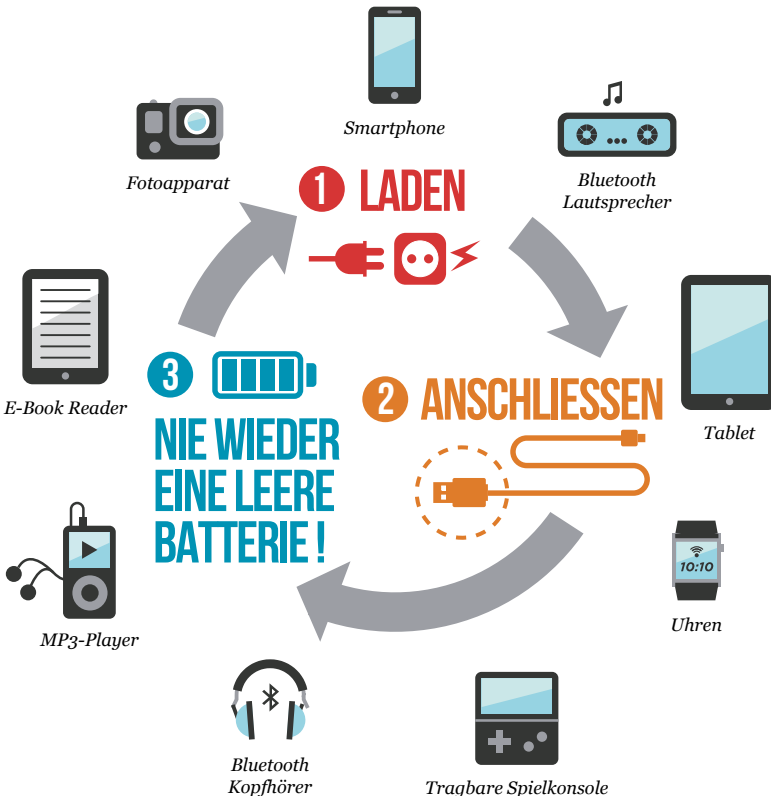 Smartphone
Fotoapparat
Bluetooth
Lautsprecher
1 LADEN
E-Book Reader
3
NIE WIEDER
EINE LEERE
BATTERIE !
2 ANSCHLIESSEN
Tablet
10:10
Uhren
MP3-Player
Bluetooth
Kopfhörer
Tragbare Spielkonsole